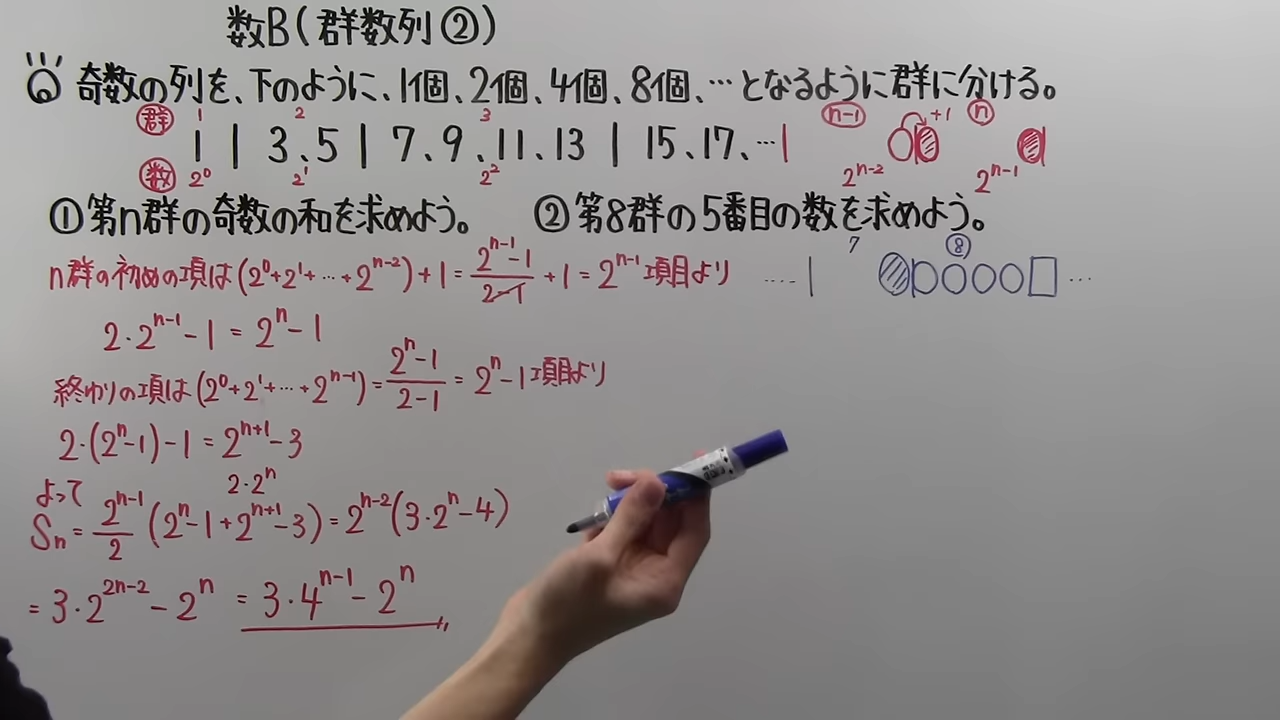 数B(群数列②)
Q 奇数の列を、下のように、1個、2個、4個、8個、…となるように群に分ける。
群 1 2 3 n-1 +1 n
1 | 3、5 | 7、9、11、13 | 15、17、…|
数 2⁰ 2¹ 2² 2ⁿ⁻² 2ⁿ⁻¹
①第n群の奇数の和を求めよう。 ②第8群の5番目の数を求めよう。
7 ⑧
n群の初めの項は(2⁰+2¹+…+2ⁿ⁻²)+1=(2ⁿ⁻¹-1)/(2-1)+1=2ⁿ⁻¹項目より ….| …
2・2ⁿ⁻¹-1=2ⁿ-1
終わりの項は(2⁰+2¹+…+2ⁿ⁻¹)=(2ⁿ-1)/(2-1)=2ⁿ-1項目より
2・(2ⁿ-1)-1=2ⁿ⁺¹-3
2・2ⁿ
よって
Sₙ=2ⁿ⁻¹/2(2ⁿ-1+2ⁿ⁺¹-3)=2ⁿ⁻²(3・2ⁿ-4)
=3・2²ⁿ⁻²-2ⁿ=3・4ⁿ⁻¹-2ⁿ